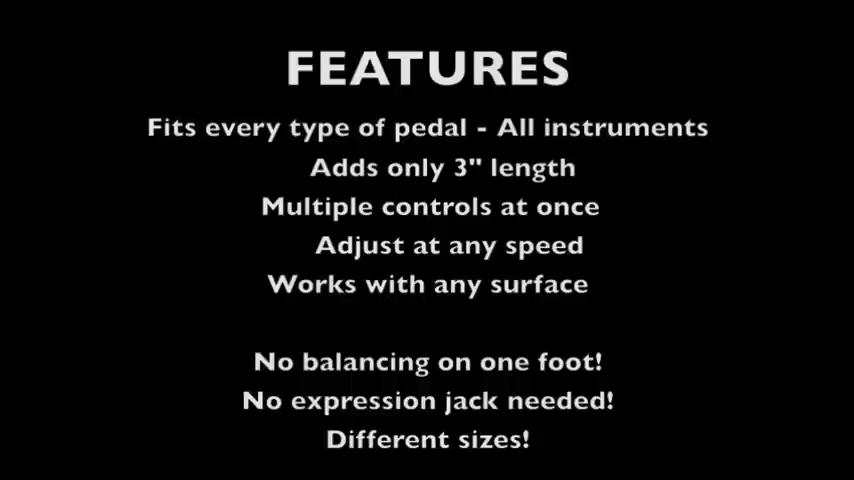 FEATURES
Fits every type of pedal - All instruments
Adds only 3" length
Multiple controls at once
Adjust at any speed
Works with any surface
No balancing on one foot!
No expression jack needed!
Different sizes!